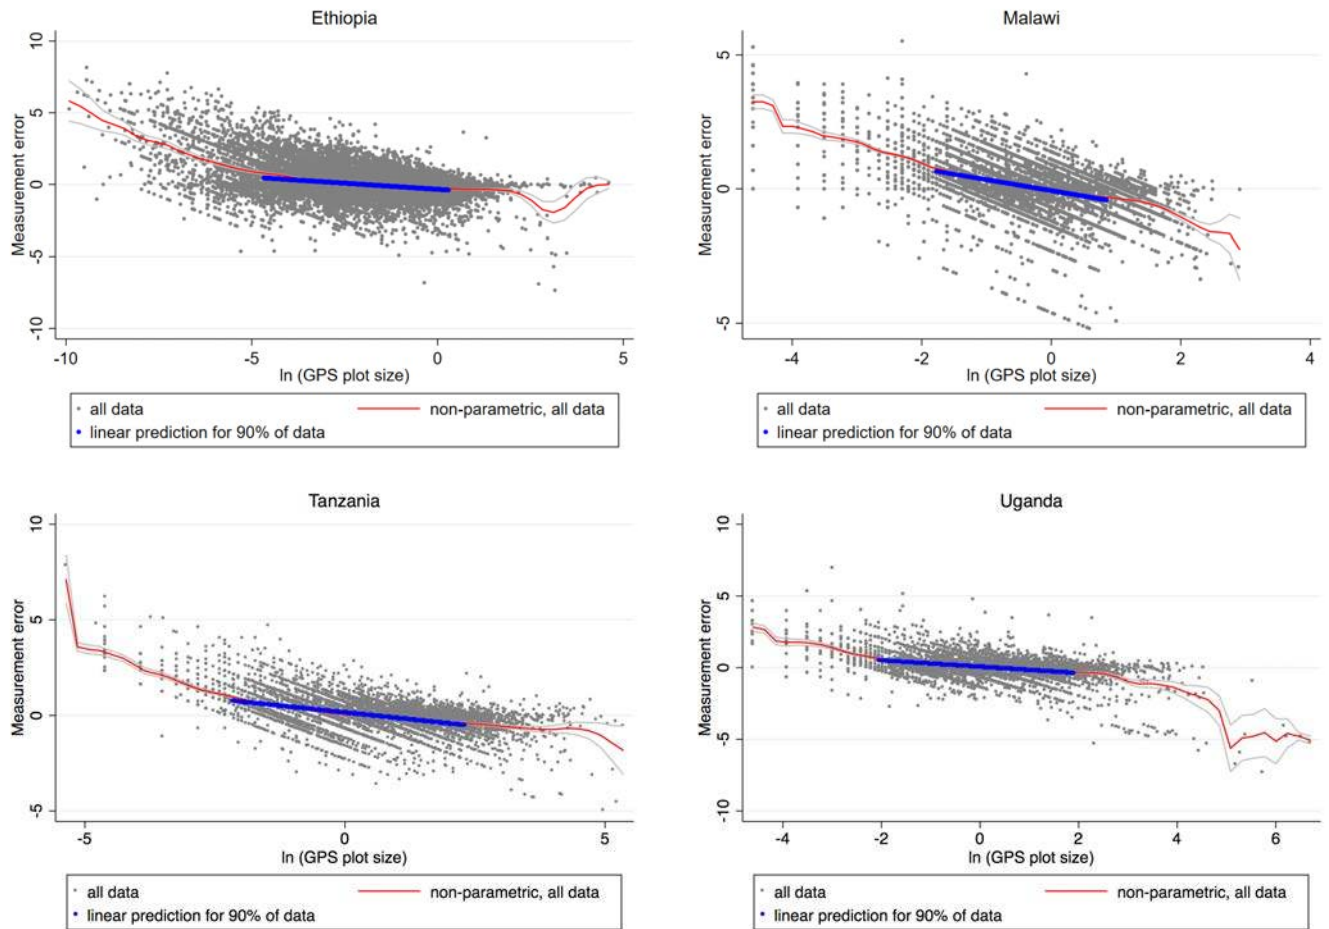 Ethiopia
10
5
0
-5
-10
Measurement error
-10 -5 0 5
ln (GPS plot size)
all data non-parametric, all data
linear prediction for 90% of data
Malawi
5
0
-5
Measurement error
-4 -2 0 2 4
ln (GPS plot size)
all data non-parametric, all data
linear prediction for 90% of data
Tanzania
10
5
0
-5
Measurement error
-5 0 5
ln (GPS plot size)
all data non-parametric, all data
linear prediction for 90% of data
Uganda
10
5
0
-5
-10
Measurement error
-4 -2 0 2 4 6
ln (GPS plot size)
all data non-parametric, all data
linear prediction for 90% of data